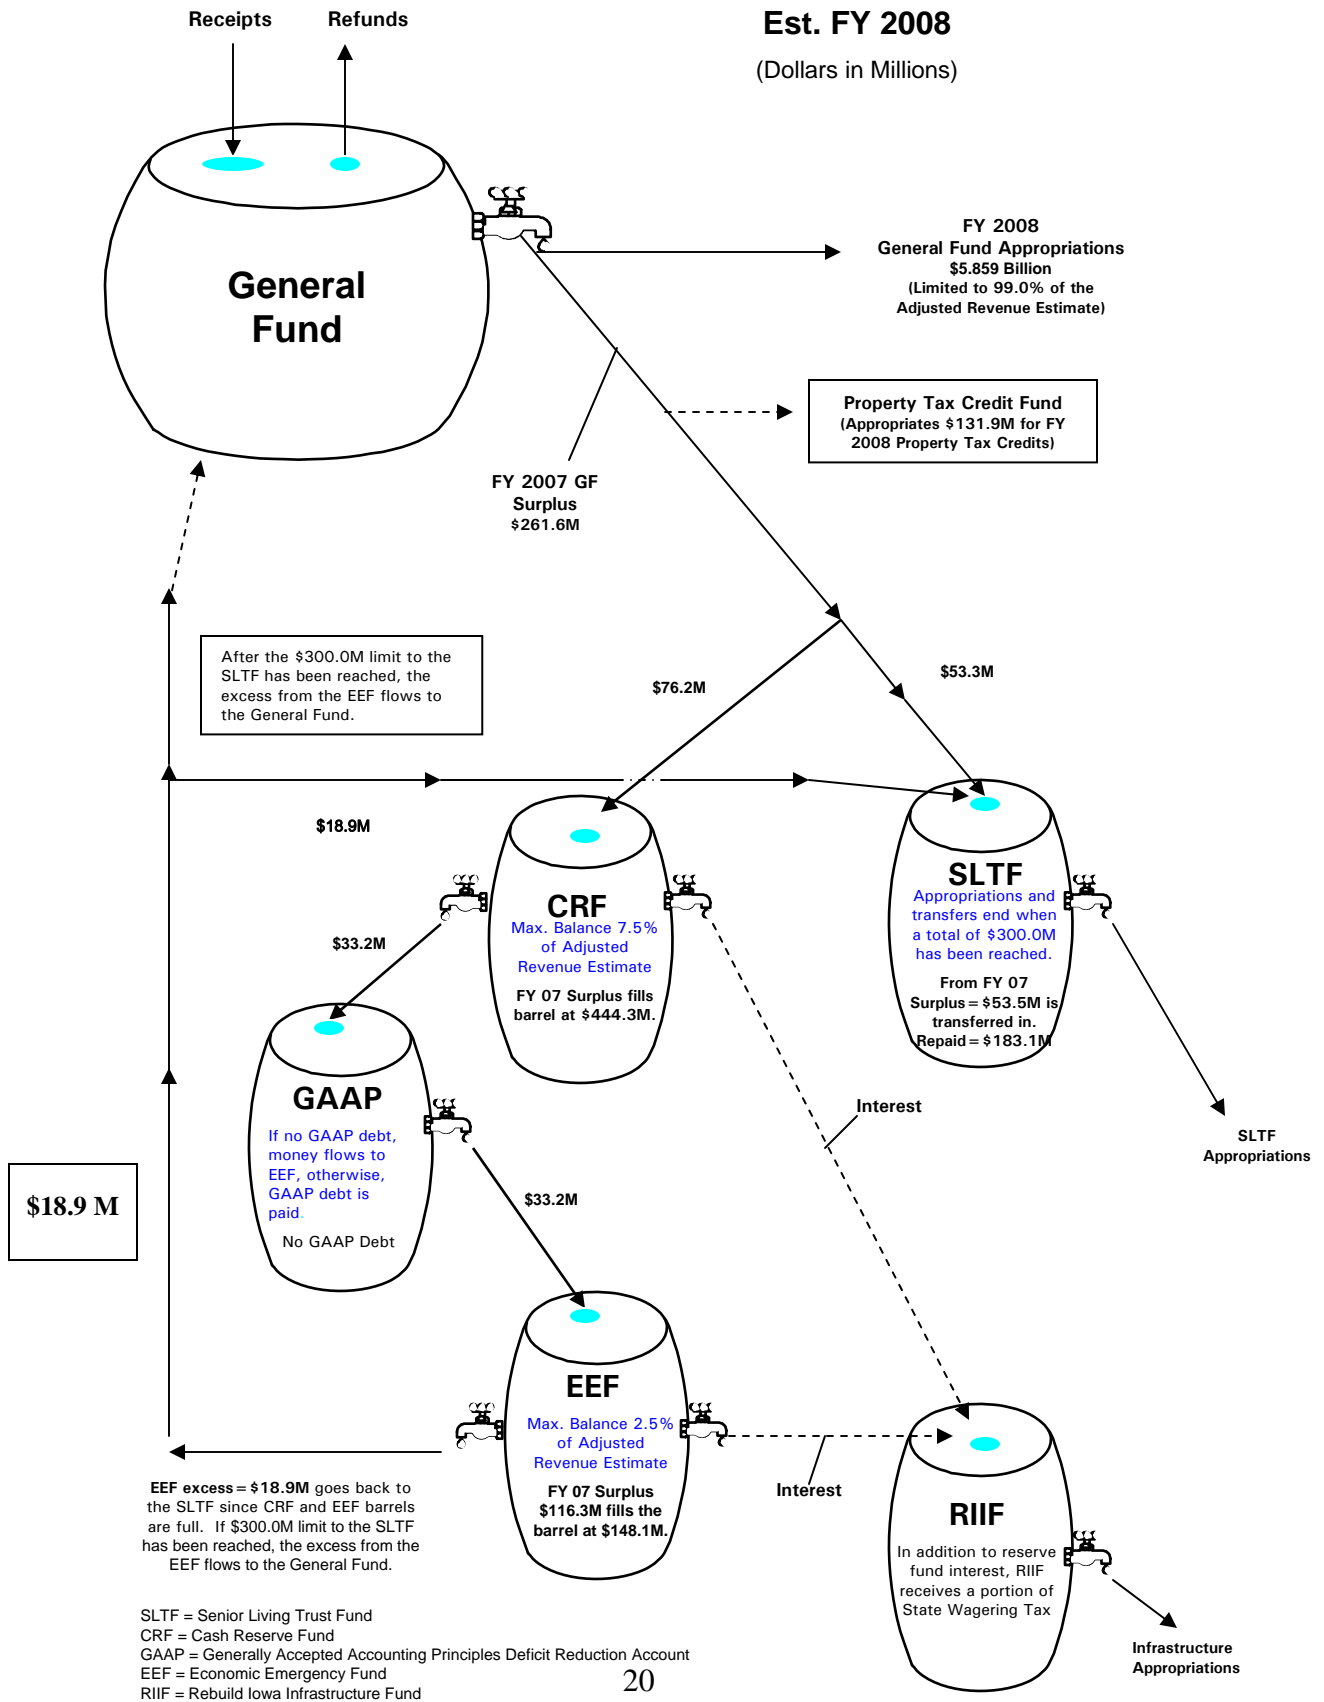 Receipts
Refunds
Est. FY 2008
(Dollars in Millions)
General
Fund
FY 2008
General Fund Appropriations
$5.859 Billion
(Limited to 99.0% of the
Adjusted Revenue Estimate)
Property Tax Credit Fund
(Appropriates $131.9M for FY
2008 Property Tax Credits)
FY 2007 GF
Surplus
$261.6M
After the $300.0M limit to the
SLTF has been reached, the
excess from the EEF flows to
the General Fund.
$76.2M
$53.3M
$18.9M
CRF
Max. Balance 7.5%
of Adjusted
Revenue Estimate
FY 07 Surplus fills
barrel at $444.3M.
SLTF
Appropriations and
transfers end when
a total of $300.0M
has been reached.
From FY 07
Surplus=$53.5M is
transferred in.
Repaid=$183.1M
$33.2M
GAAP
If no GAAP debt,
money flows to
EEF, otherwise,
GAAP debt is
paid.
No GAAP Debt
Interest
SLTF
Appropriations
$18.9 M
$33.2M
EEF
Max. Balance 2.5%
of Adjusted
Revenue Estimate
FY 07 Surplus
$116.3M fills the
barrel at $148.1M.
Interest
EEF excess=$18.9M goes back to
the SLTF since CRF and EEF barrels
are full.  If $300.0M limit to the SLTF
has been reached, the excess from the
EEF flows to the General Fund.
RIIF
In addition to reserve
fund interest, RIIF
receives a portion of
State Wagering Tax
Infrastructure
Appropriations
SLTF = Senior Living Trust Fund
CRF = Cash Reserve Fund
GAAP = Generally Accepted Accounting Principles Deficit Reduction Account
EEF = Economic Emergency Fund
RIIF = Rebuild Iowa Infrastructure Fund
20